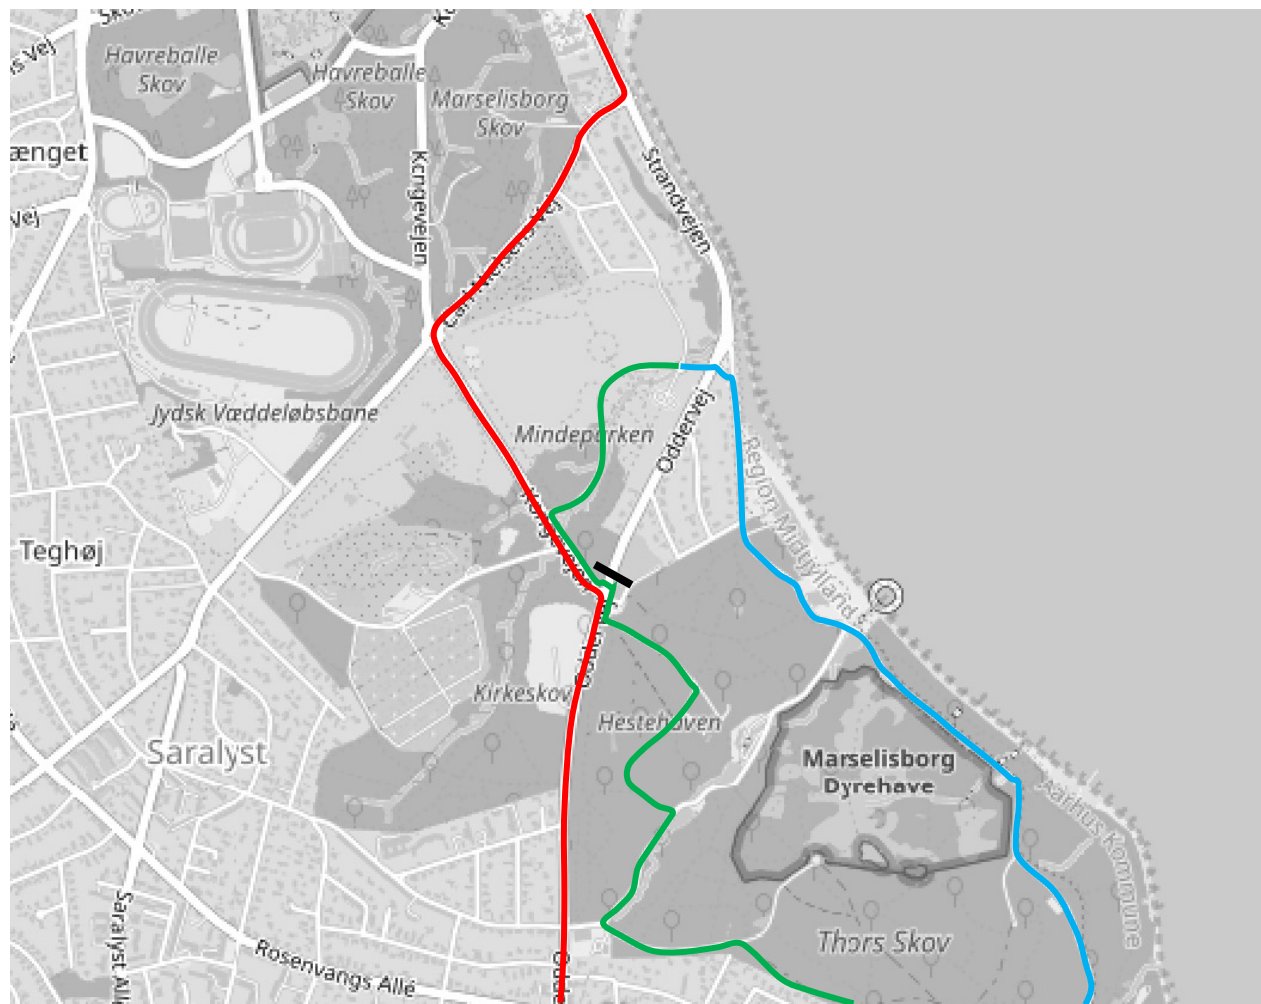 Havreballe
Skov
Havreballe
Skov
Marselisborg
Skov
ænget
Vej
Kongevejen
Strandvejen
Jydsk Væddeløbsbane
Mindeparken
Oddervej
Region Midtjylland
Teghøj
Kirkeskov
Hestehaven
Saralyst
Marselisborg
Dyrehave
Aarhus Kommune
Thors Skov
Saralyst Allé
Rosenvangs Allé